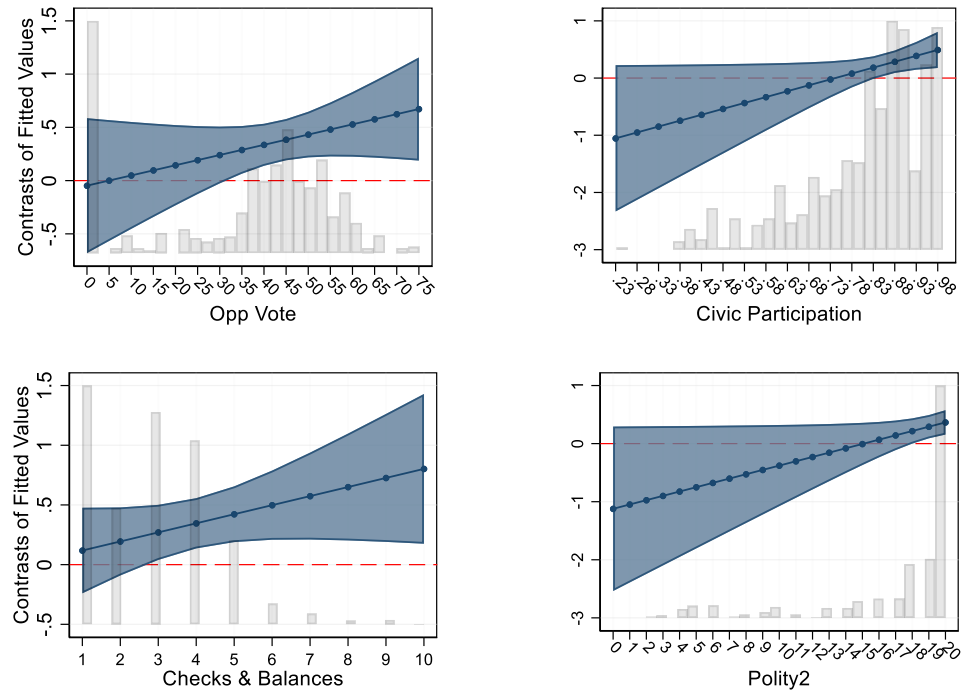 Contrasts of Fitted Values
1.5
1
.5
0
-.5
0 5 10 15 20 25 30 35 40 45 50 55 60 65 70 75
Opp Vote
1
0
-1
-2
-3
.23 .28 .33 .38 .43 .48 .53 .58 .63 .68 .73 .78 .83 .88 .93 .98
Civic Participation
Contrasts of Fitted Values
1.5
1
.5
0
-.5
1 2 3 4 5 6 7 8 9 10
Checks & Balances
1
0
-1
-2
-3
0 1 2 3 4 5 6 7 8 9 10 11 12 13 14 15 16 17 18 19 20
Polity2